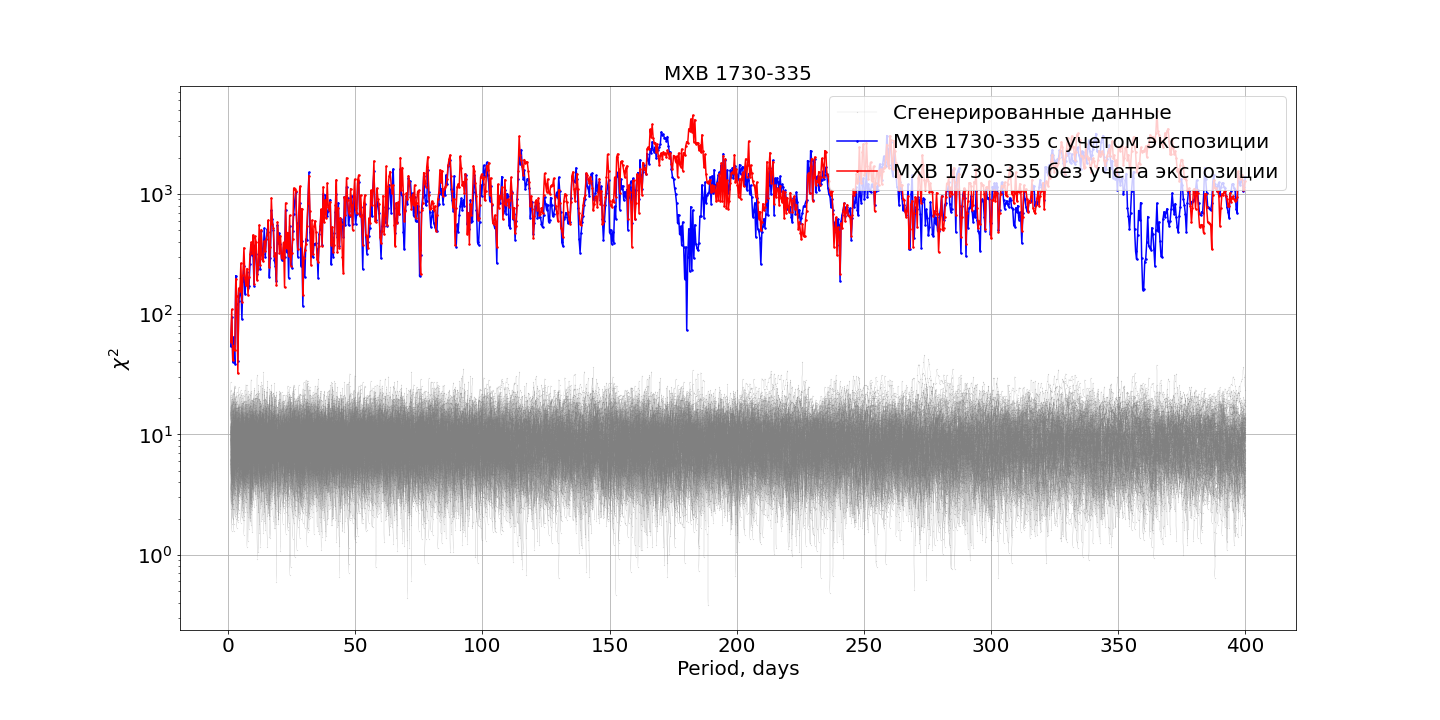 MXB 1730-335
Сгенерированные данные
MXB 1730-335 с учетом экспозиции
MXB 1730-335 без учета экспозиции
10³
10²
10¹
10⁰
χ²
0 50 100 150 200 250 300 350 400
Period, days